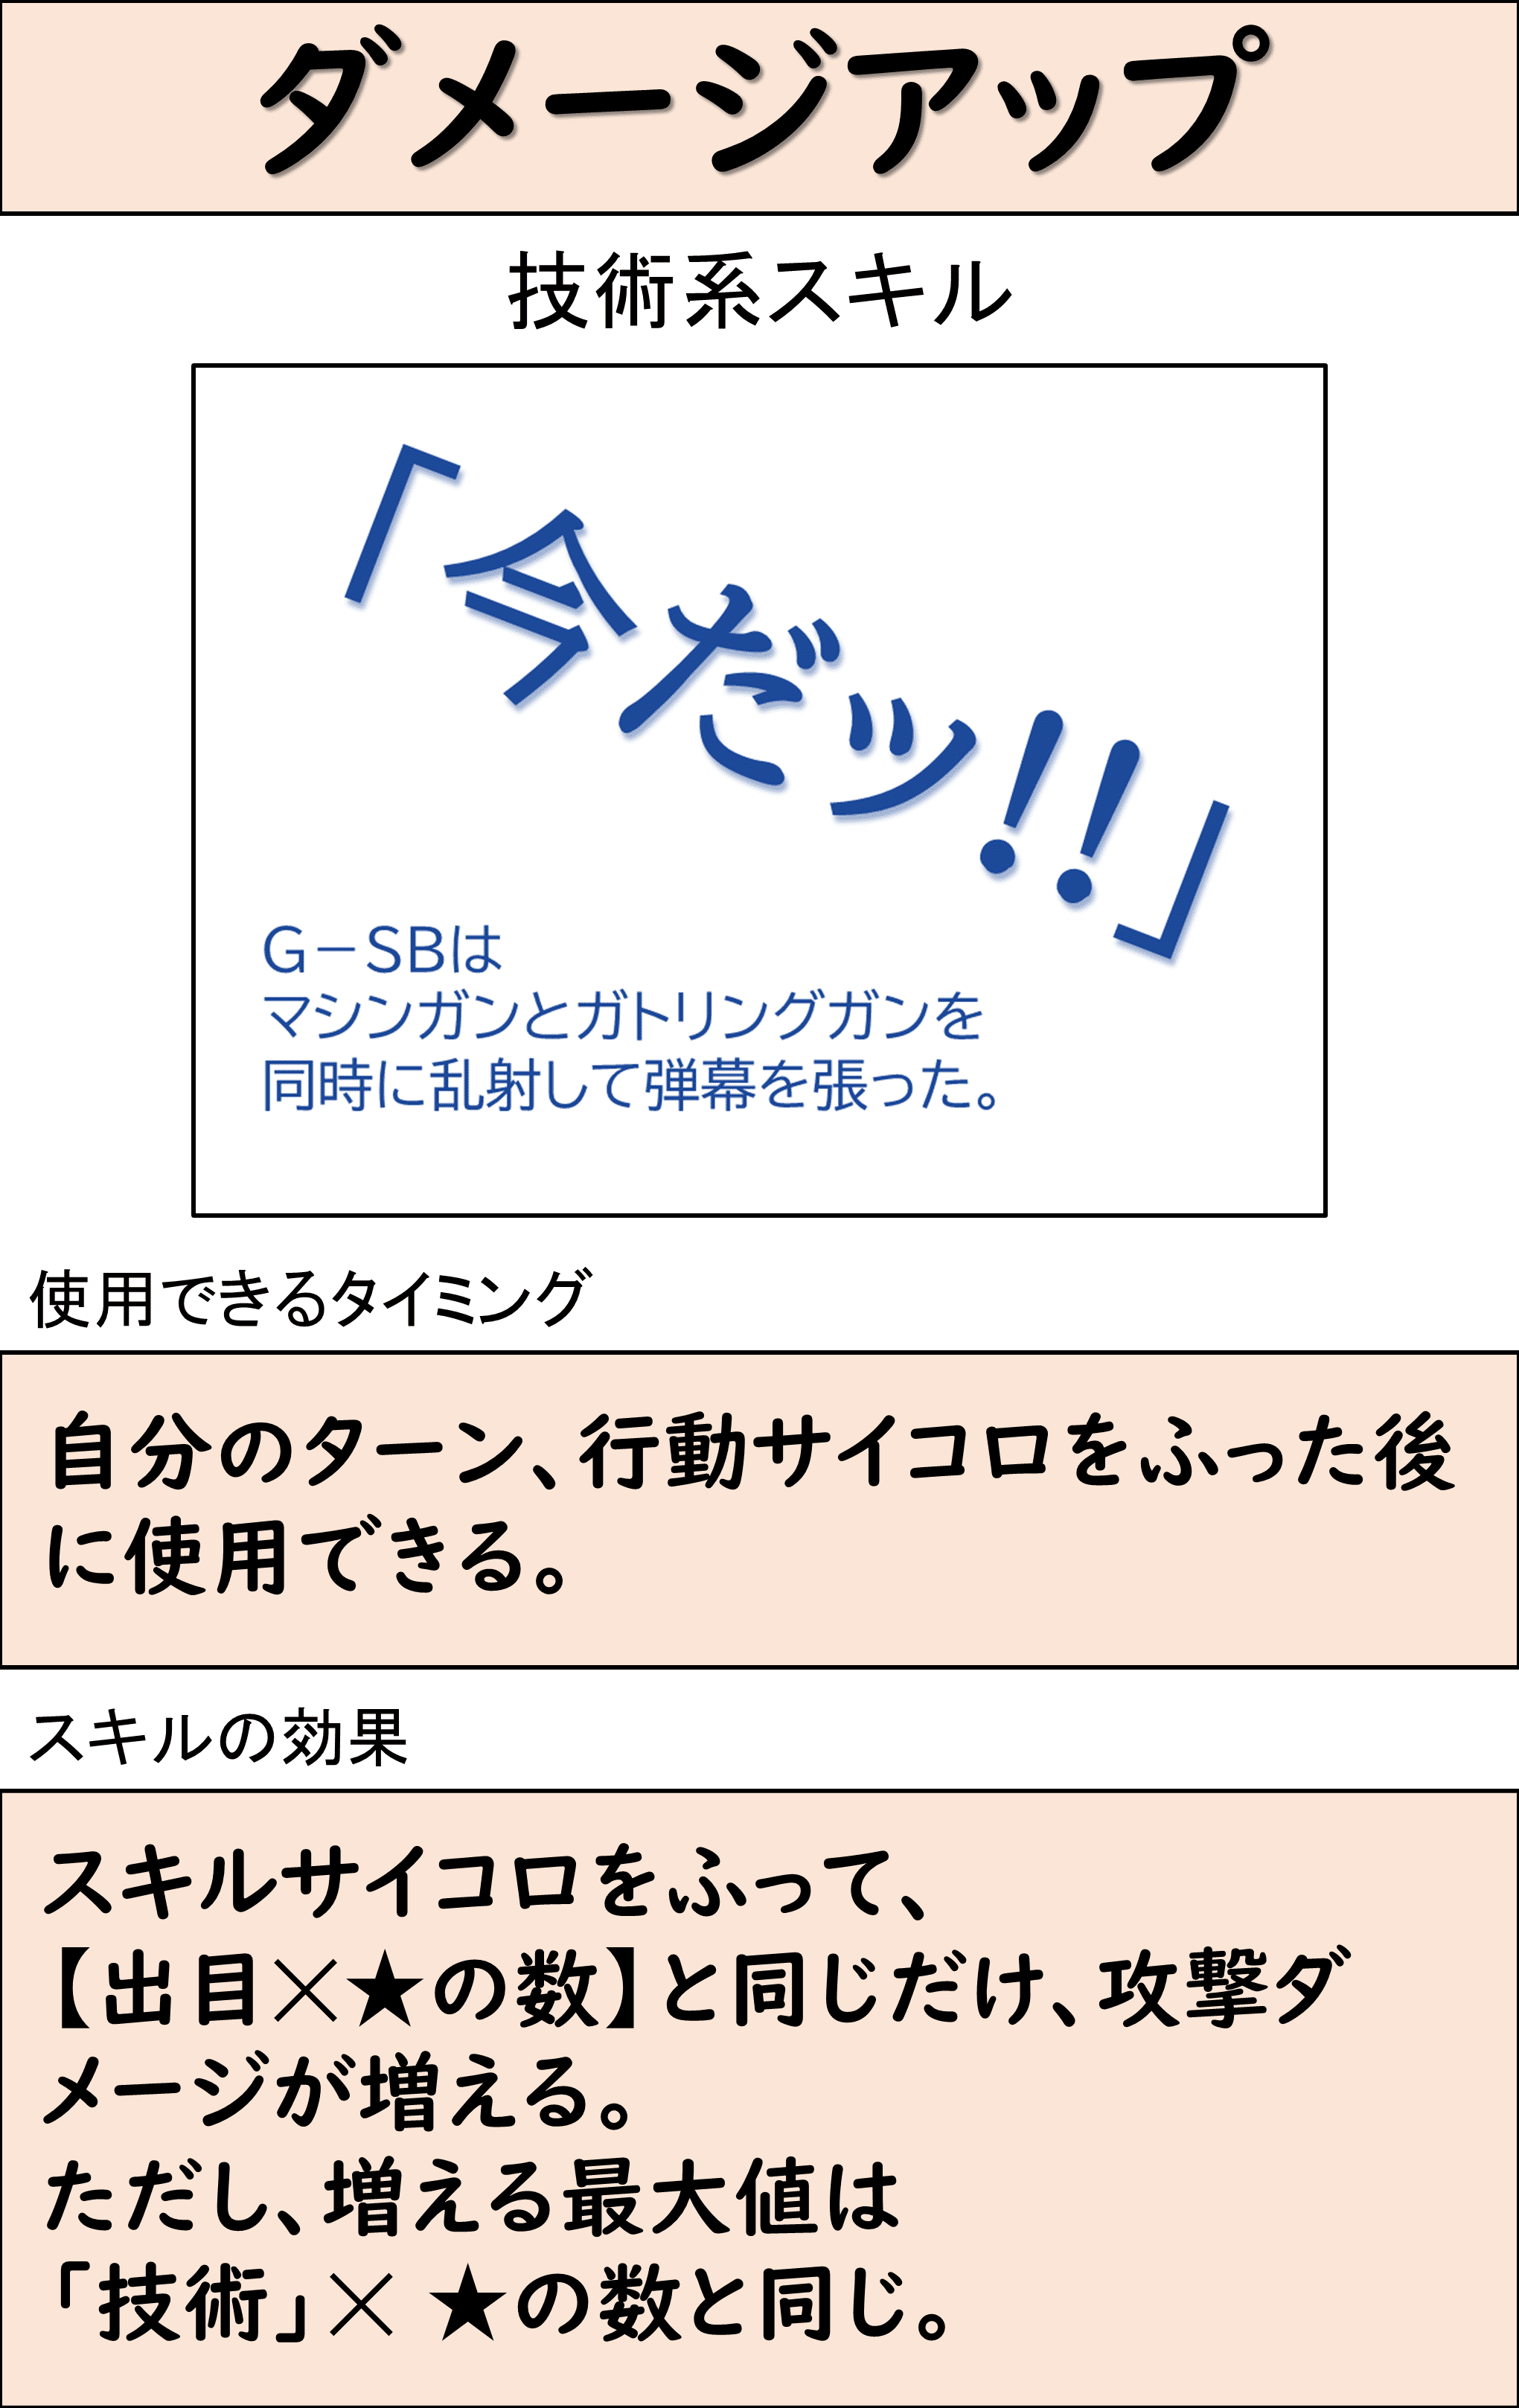 ダメージアップ
技術系スキル
「今だッ!!」
G－SBは
マシンガンとガトリングガンを
同時に乱射して弾幕を張った。
使用できるタイミング
自分のターン、行動サイコロをふった後
に使用できる。
スキルの効果
スキルサイコロをふって、
【出目×★の数】と同じだけ、攻撃ダ
メージが増える。
ただし、増える最大値は
「技術」× ★の数と同じ。